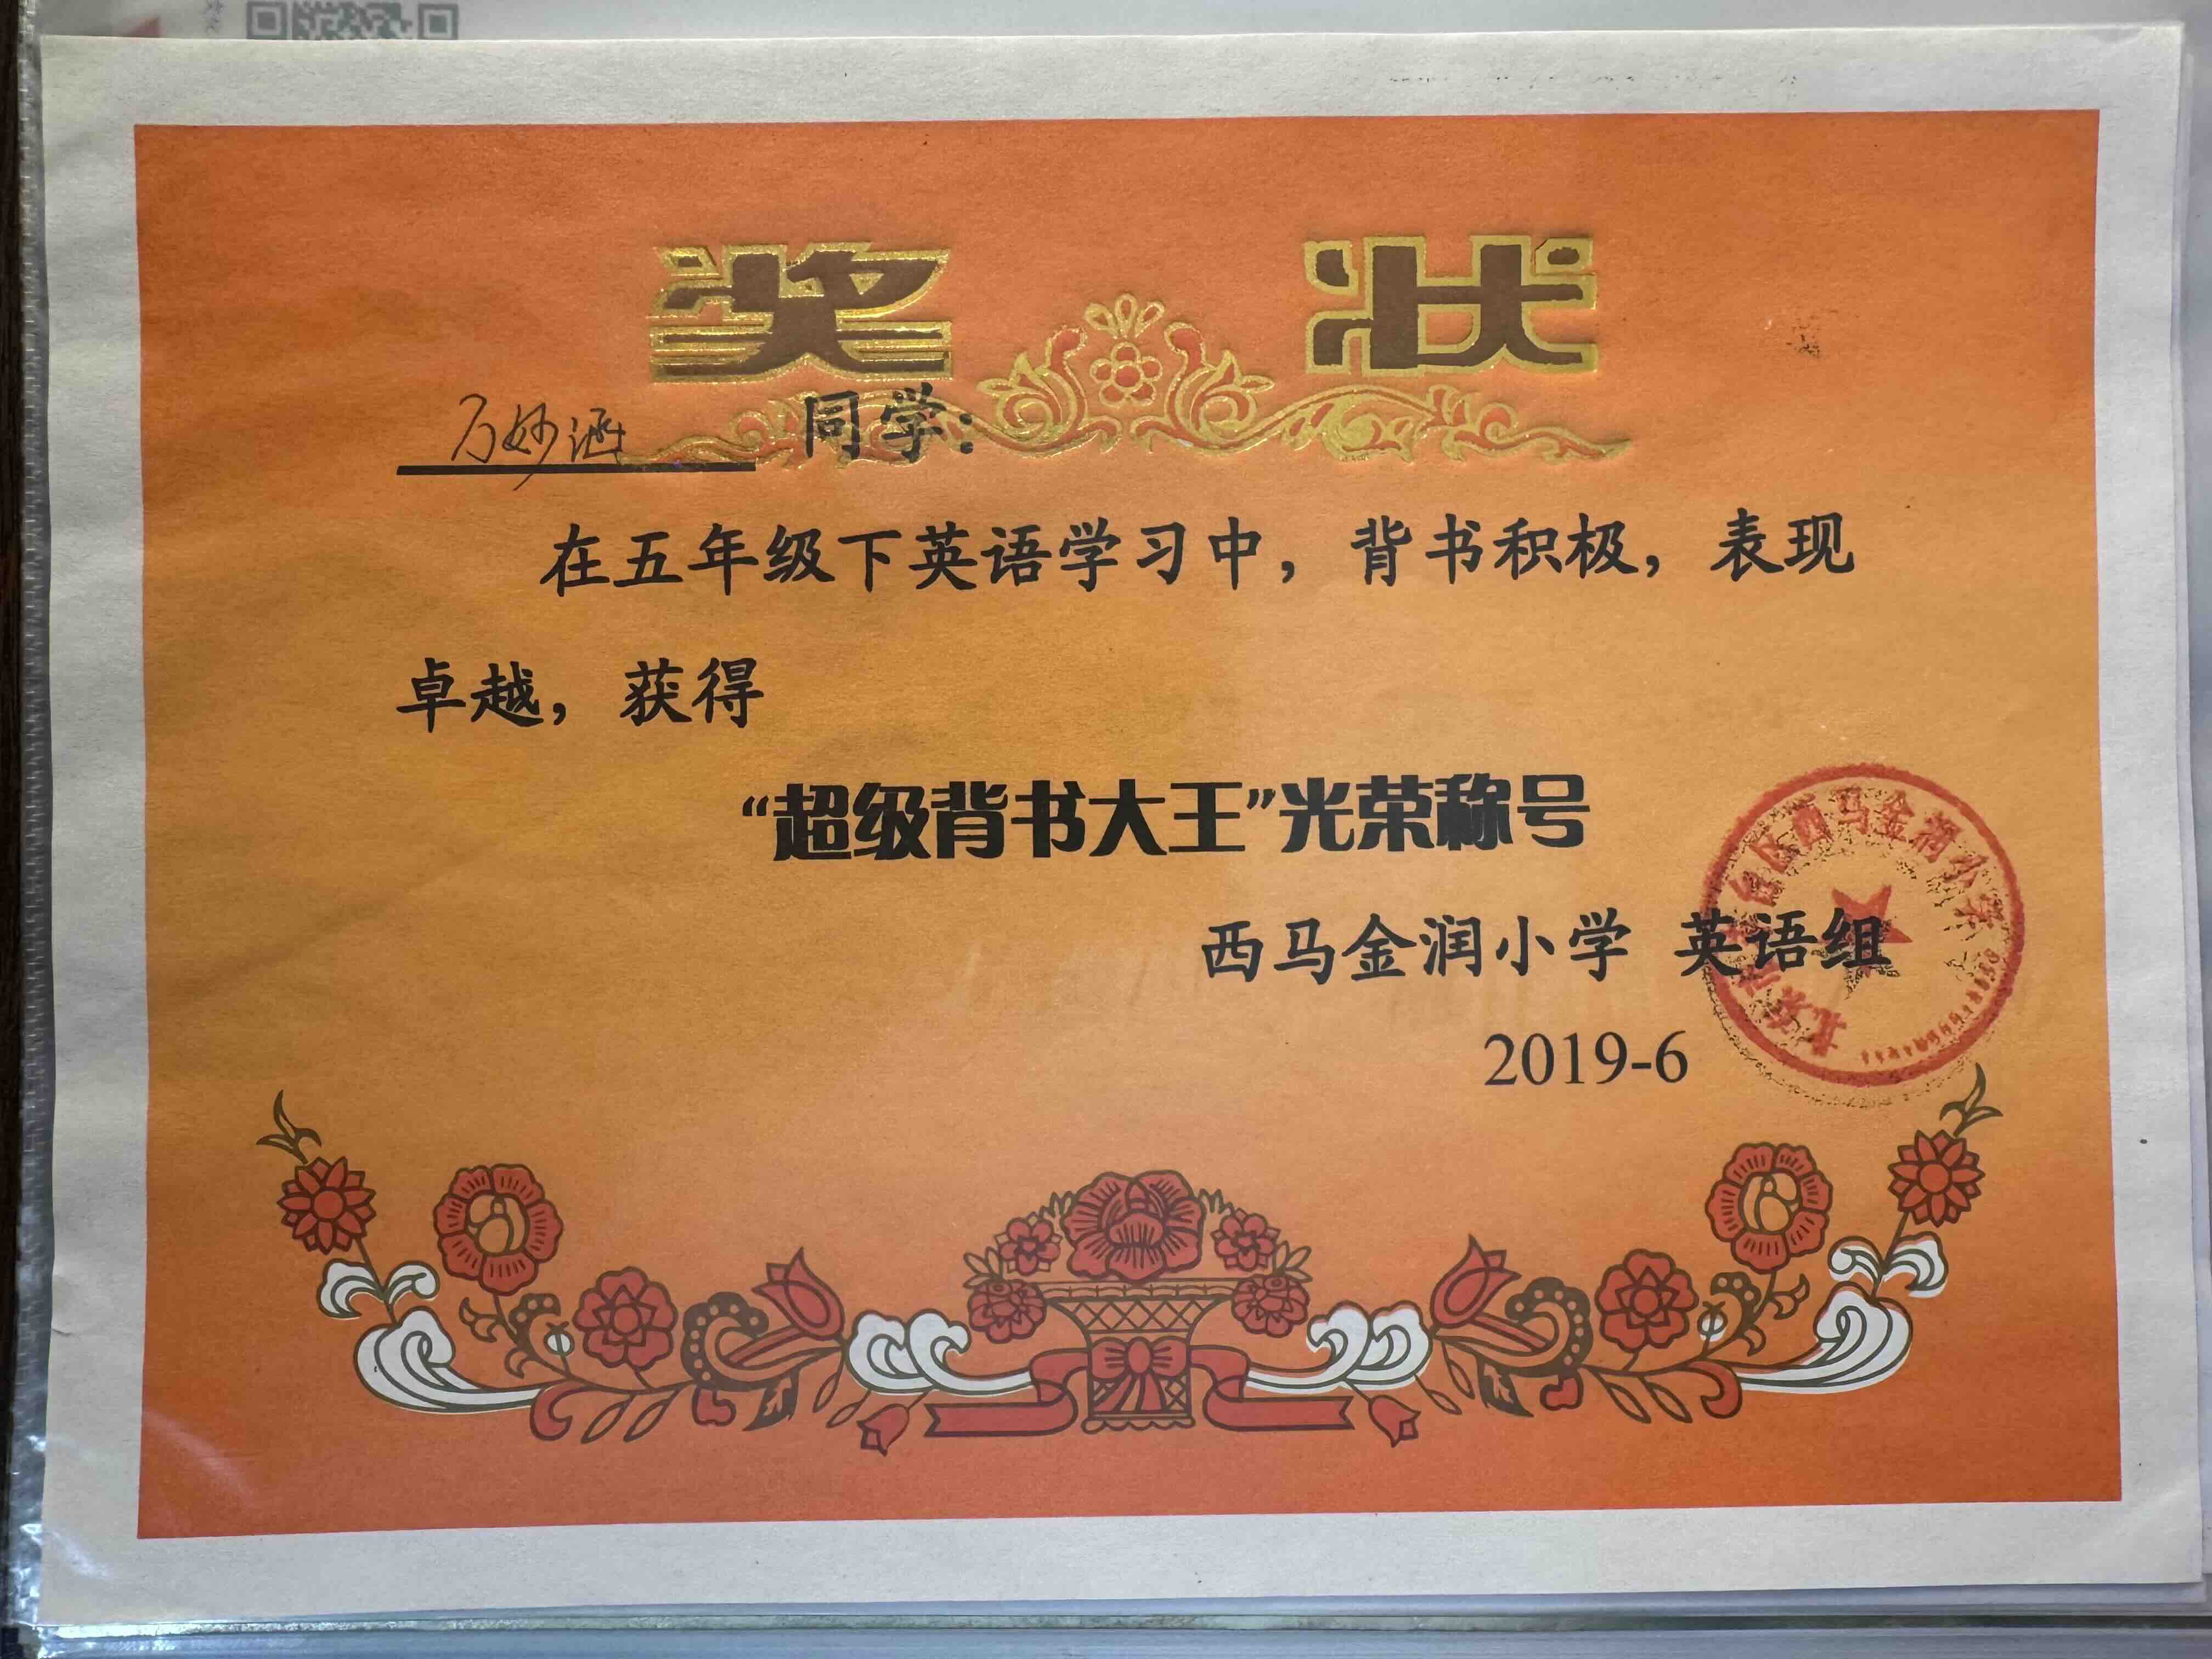 奖 状
万妙涵 同学：
在五年级下英语学习中，背书积极，表现
卓越，获得
“超级背书大王”光荣称号
西马金润小学 英语组
2019-6
区西马金润小学